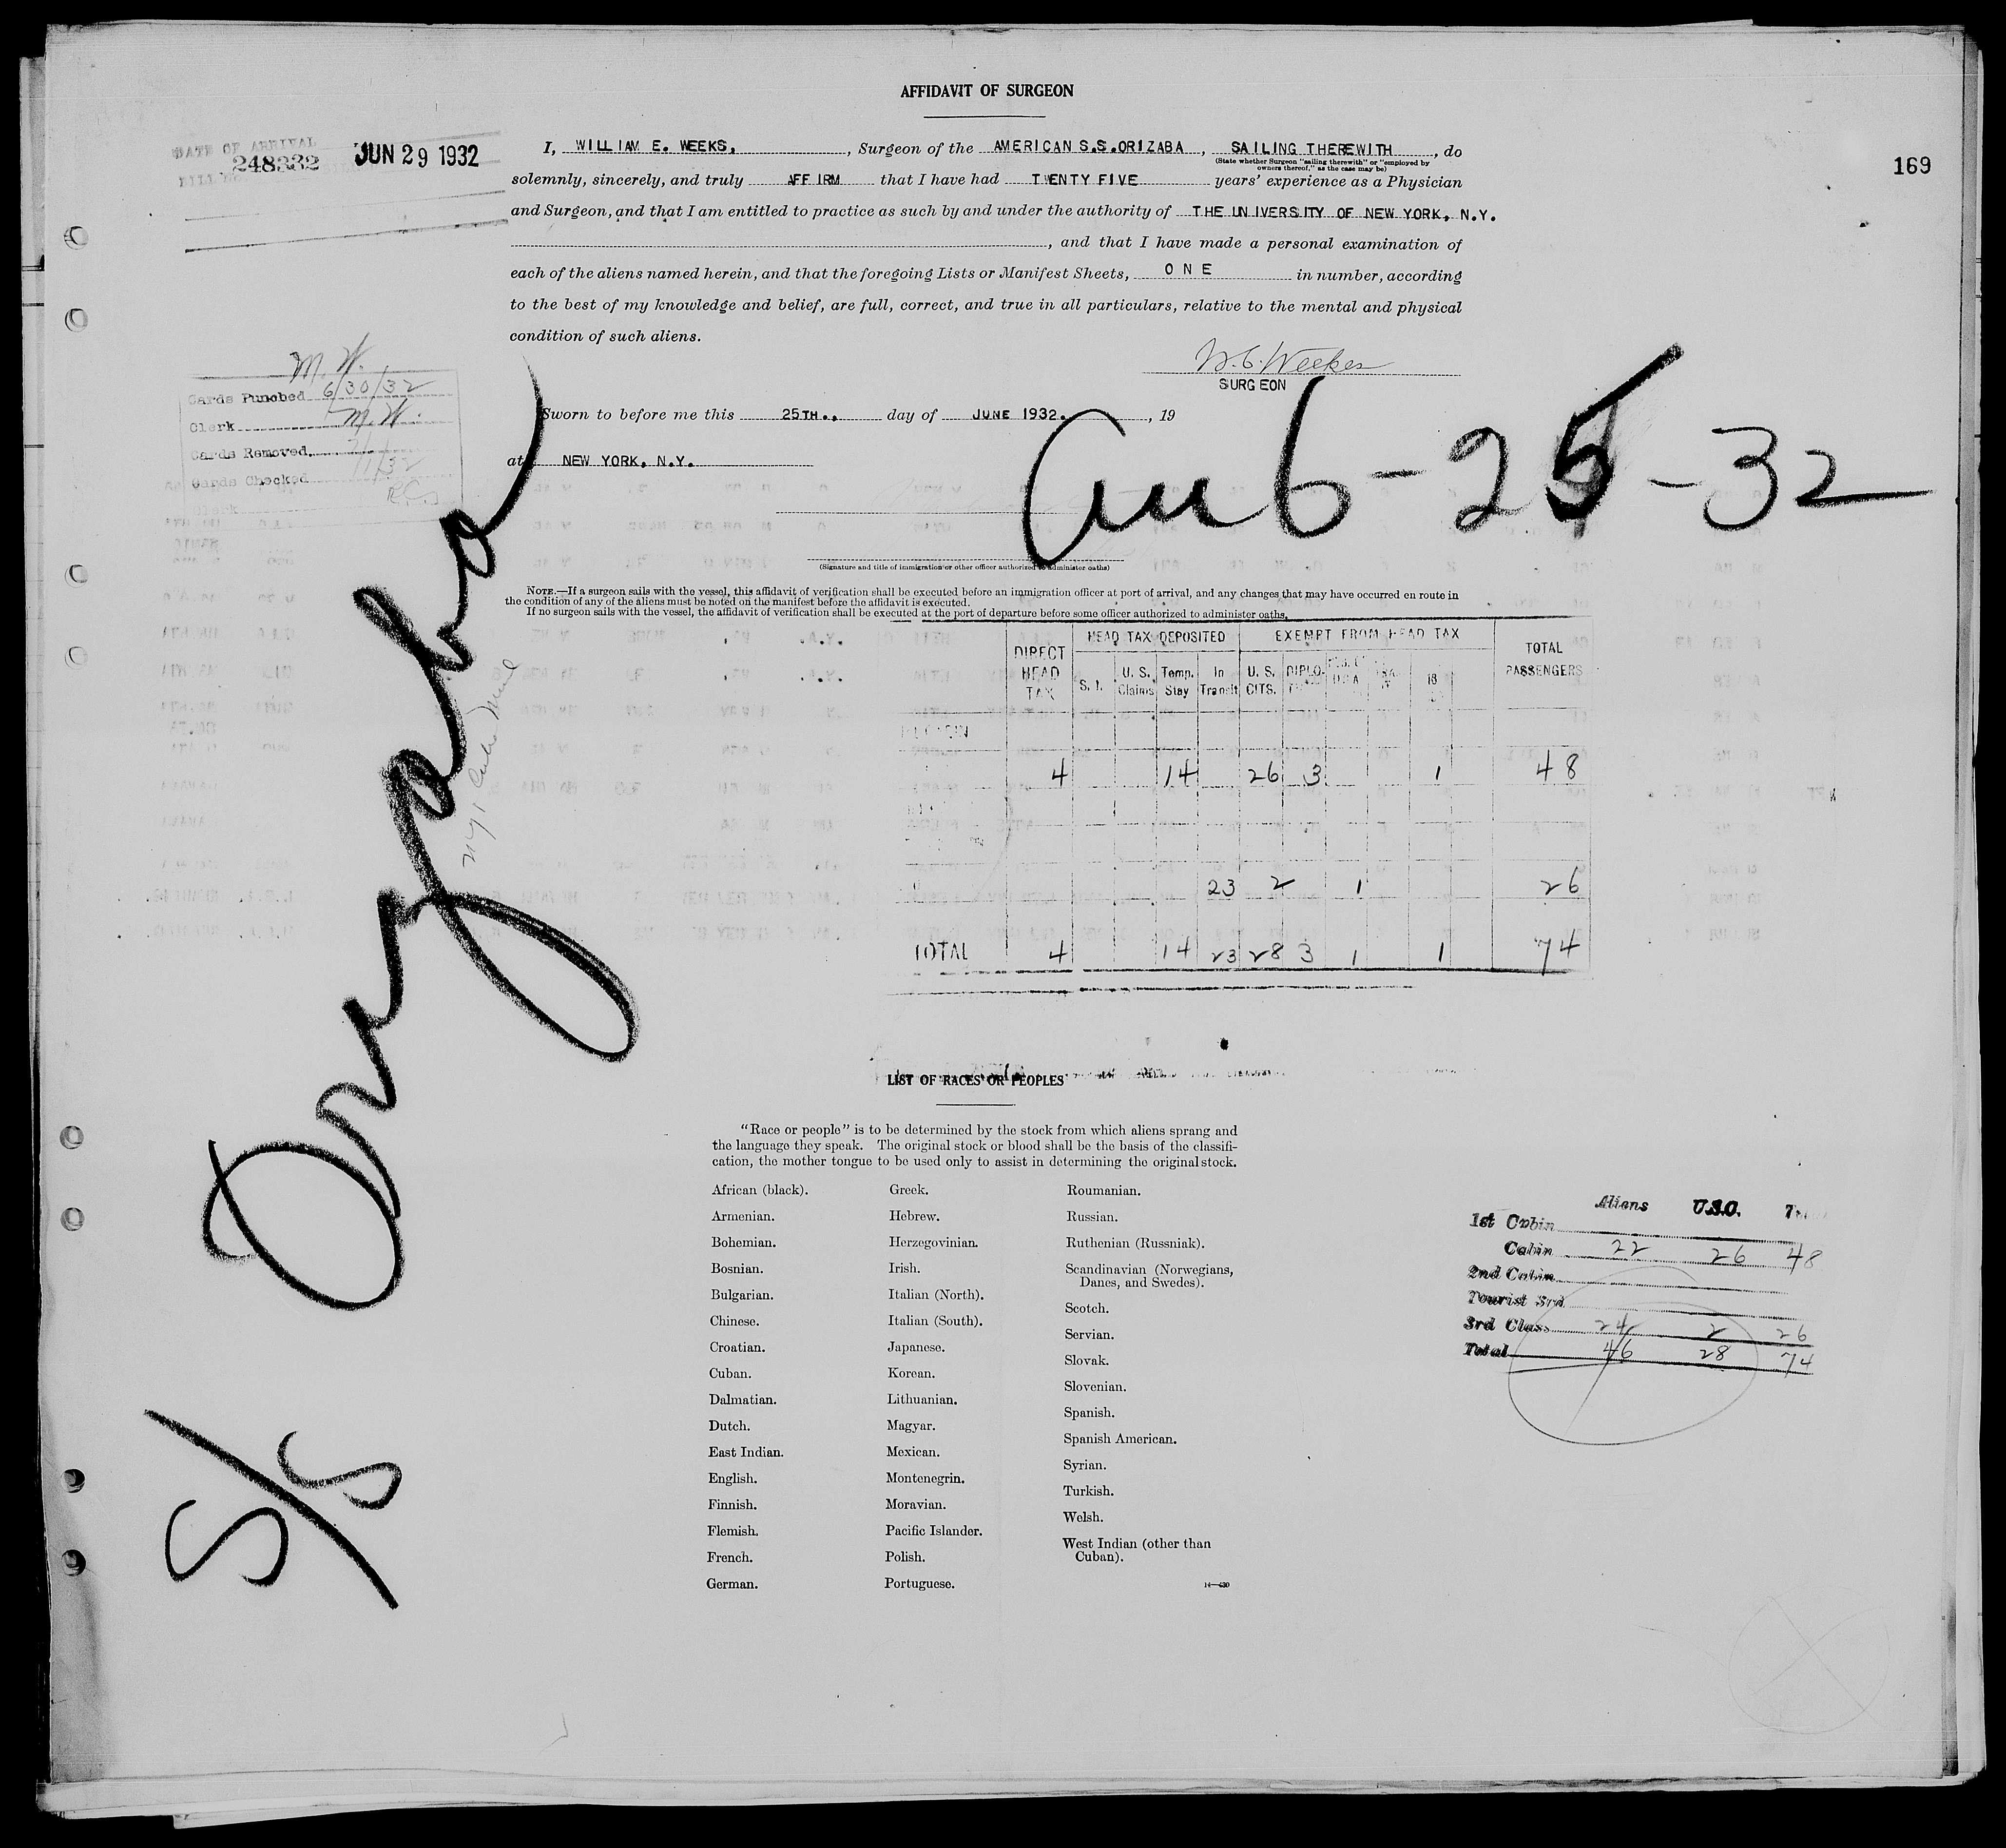 AFFIDAVIT OF SURGEON
DATE OF ARRIVAL
248332 JUN 29 1932
169
I, WILLIAM E. WEEKS, , Surgeon of the AMERICAN S.S.ORIZABA , SAILING THEREWITH , do
(State whether Surgeon "sailing therewith" or "employed by
owners thereof," as the case may be)
solemnly, sincerely, and truly AFFIRM that I have had TWENTY FIVE years' experience as a Physician
and Surgeon, and that I am entitled to practice as such by and under the authority of THE UNIVERSITY OF NEW YORK, N.Y.
, and that I have made a personal examination of
each of the aliens named herein, and that the foregoing Lists or Manifest Sheets, ONE in number, according
to the best of my knowledge and belief, are full, correct, and true in all particulars, relative to the mental and physical
condition of such aliens.
SURGEON
M. W.
Cards Punched 6/30/32
Clerk M. W.
Cards Removed
Cards Checked
Clerk
Sworn to before me this 25TH.. day of JUNE 1932. , 19
at NEW YORK, N.Y.
6-25-32
(Signature and title of immigration or other officer authorized to administer oaths)
NOTE.—If a surgeon sails with the vessel, this affidavit of verification shall be executed before an immigration officer at port of arrival, and any changes that may have occurred en route in
the condition of any of the aliens must be noted on the manifest before the affidavit is executed.
If no surgeon sails with the vessel, the affidavit of verification shall be executed at the port of departure before some officer authorized to administer oaths.
S/S Orizaba
HEAD TAX DEPOSITED EXEMPT FROM HEAD TAX
DIRECT HEAD TAX S. I. U. S. Claims Temp. Stay In Transit U. S. CITS. DIPLO 16 TOTAL PASSENGERS
4 14 26 3 1 48
23 2 1 26
TOTAL 4 14 23 28 3 1 1 74
LIST OF RACES OR PEOPLES
"Race or people" is to be determined by the stock from which aliens sprang and
the language they speak. The original stock or blood shall be the basis of the classifi-
cation, the mother tongue to be used only to assist in determining the original stock.
African (black).
Armenian.
Bohemian.
Bosnian.
Bulgarian.
Chinese.
Croatian.
Cuban.
Dalmatian.
Dutch.
East Indian.
English.
Finnish.
Flemish.
French.
German.
Greek.
Hebrew.
Herzegovinian.
Irish.
Italian (North).
Italian (South).
Japanese.
Korean.
Lithuanian.
Magyar.
Mexican.
Montenegrin.
Moravian.
Pacific Islander.
Polish.
Portuguese.
Roumanian.
Russian.
Ruthenian (Russniak).
Scandinavian (Norwegians,
Danes, and Swedes).
Scotch.
Servian.
Slovak.
Slovenian.
Spanish.
Spanish American.
Syrian.
Turkish.
Welsh.
West Indian (other than
Cuban).
Aliens U.S.C.
1st Cabin
Cabin 22 26 48
2nd Cabin
Tourist 3rd
3rd Class 24 2 26
Total 46 28 74